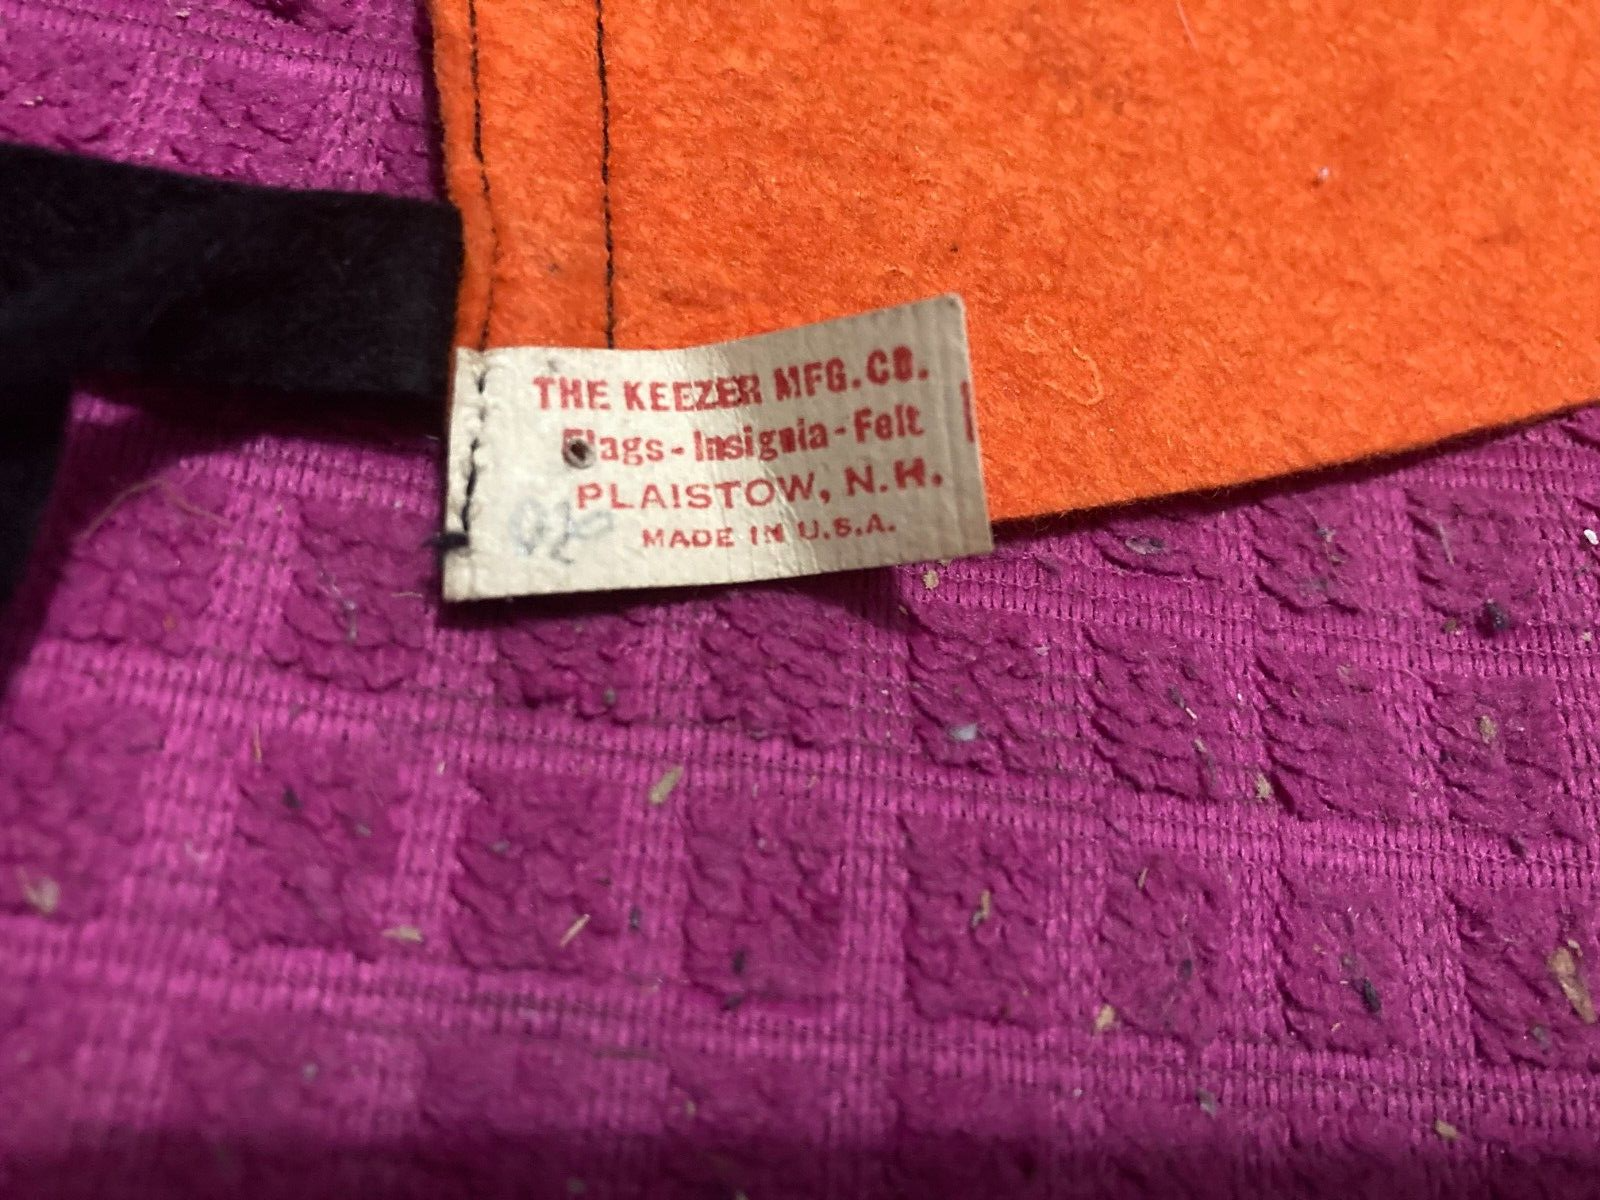 THE KEEZER MFG. CO.
Flags - Insignia - Felt
PLAISTOW, N. H.
MADE IN U.S.A.